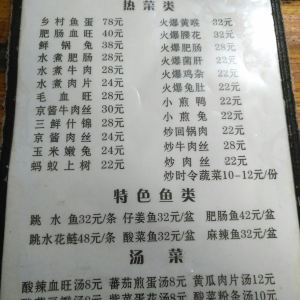 热菜类
乡村鱼蛋 78元 火爆黄喉 32元
肥肠血旺 40元 火爆腰花 32元
鲜锅兔 38元 火爆肥肠 28元
水煮肥肠 28元 火爆菌肝 22元
水煮牛肉 28元 火爆鸡杂 22元
水煮肉片 24元 火爆兔肚 22元
毛血旺 28元 小煎鸭 22元
京酱牛肉丝 30元 小煎兔 22元
三鲜什锦 28元 炒回锅肉 22元
京酱肉丝 24元 炒牛肉丝 28元
玉米嫩兔 24元 炒肉丝 22元
蚂蚁上树 22元 炒时令蔬菜10-12元/份
特色鱼类
跳水鱼32元/条 仔姜鱼32元/盆 肥肠鱼42元/盆
跳水花鲢48元/条 酸菜鱼32元/盆 麻辣鱼32元/盆
汤菜
酸辣血旺汤8元 蕃茄煎蛋汤8元 黄瓜肉片汤12元